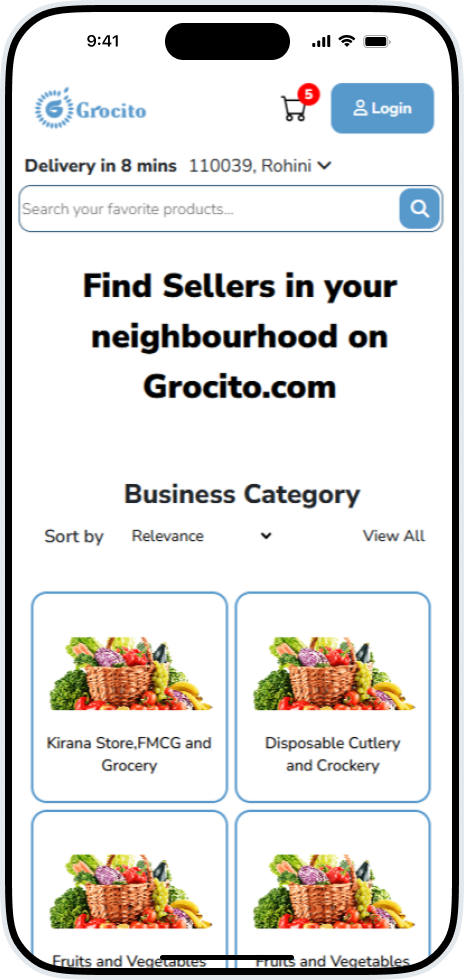 9:41
5
Grocito
Login
Delivery in 8 mins 110039, Rohini
Search your favorite products...
Find Sellers in your
neighbourhood on
Grocito.com
Business Category
Sort by Relevance View All
Kirana Store,FMCG and
Grocery
Disposable Cutlery
and Crockery
Fruits and Vegetables
Fruits and Vegetables